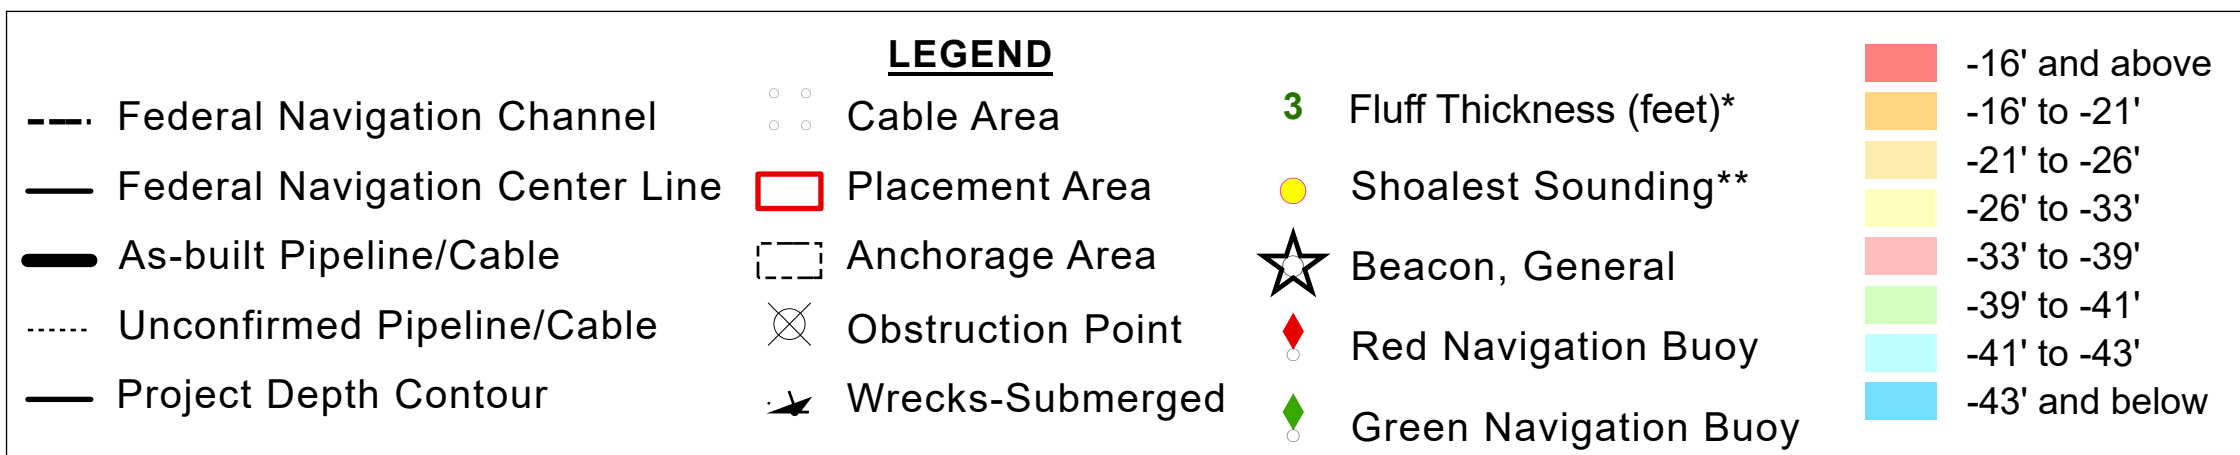 LEGEND
Federal Navigation Channel
Federal Navigation Center Line
As-built Pipeline/Cable
Unconfirmed Pipeline/Cable
Project Depth Contour
Cable Area
Placement Area
Anchorage Area
Obstruction Point
Wrecks-Submerged
3 Fluff Thickness (feet)*
Shoalest Sounding**
Beacon, General
Red Navigation Buoy
Green Navigation Buoy
-16' and above
-16' to -21'
-21' to -26'
-26' to -33'
-33' to -39'
-39' to -41'
-41' to -43'
-43' and below